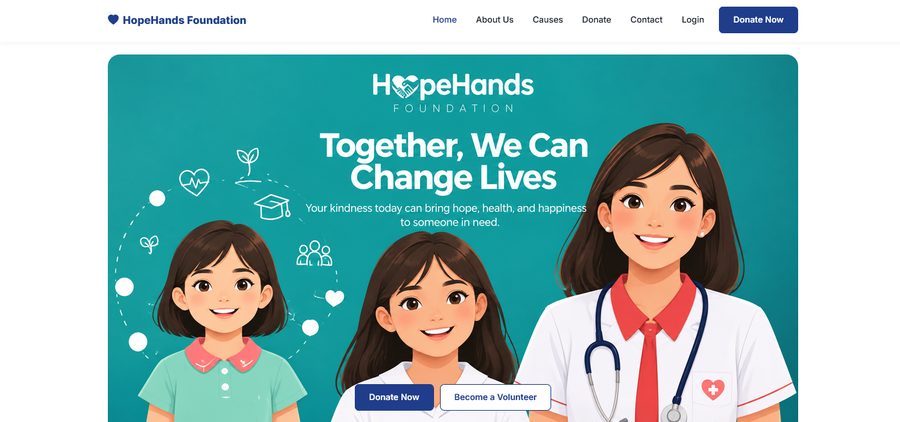 HopeHands Foundation
Home
About Us
Causes
Donate
Contact
Login
Donate Now
HopeHands
FOUNDATION
Together, We Can
Change Lives
Your kindness today can bring hope, health, and happiness
to someone in need.
Donate Now
Become a Volunteer